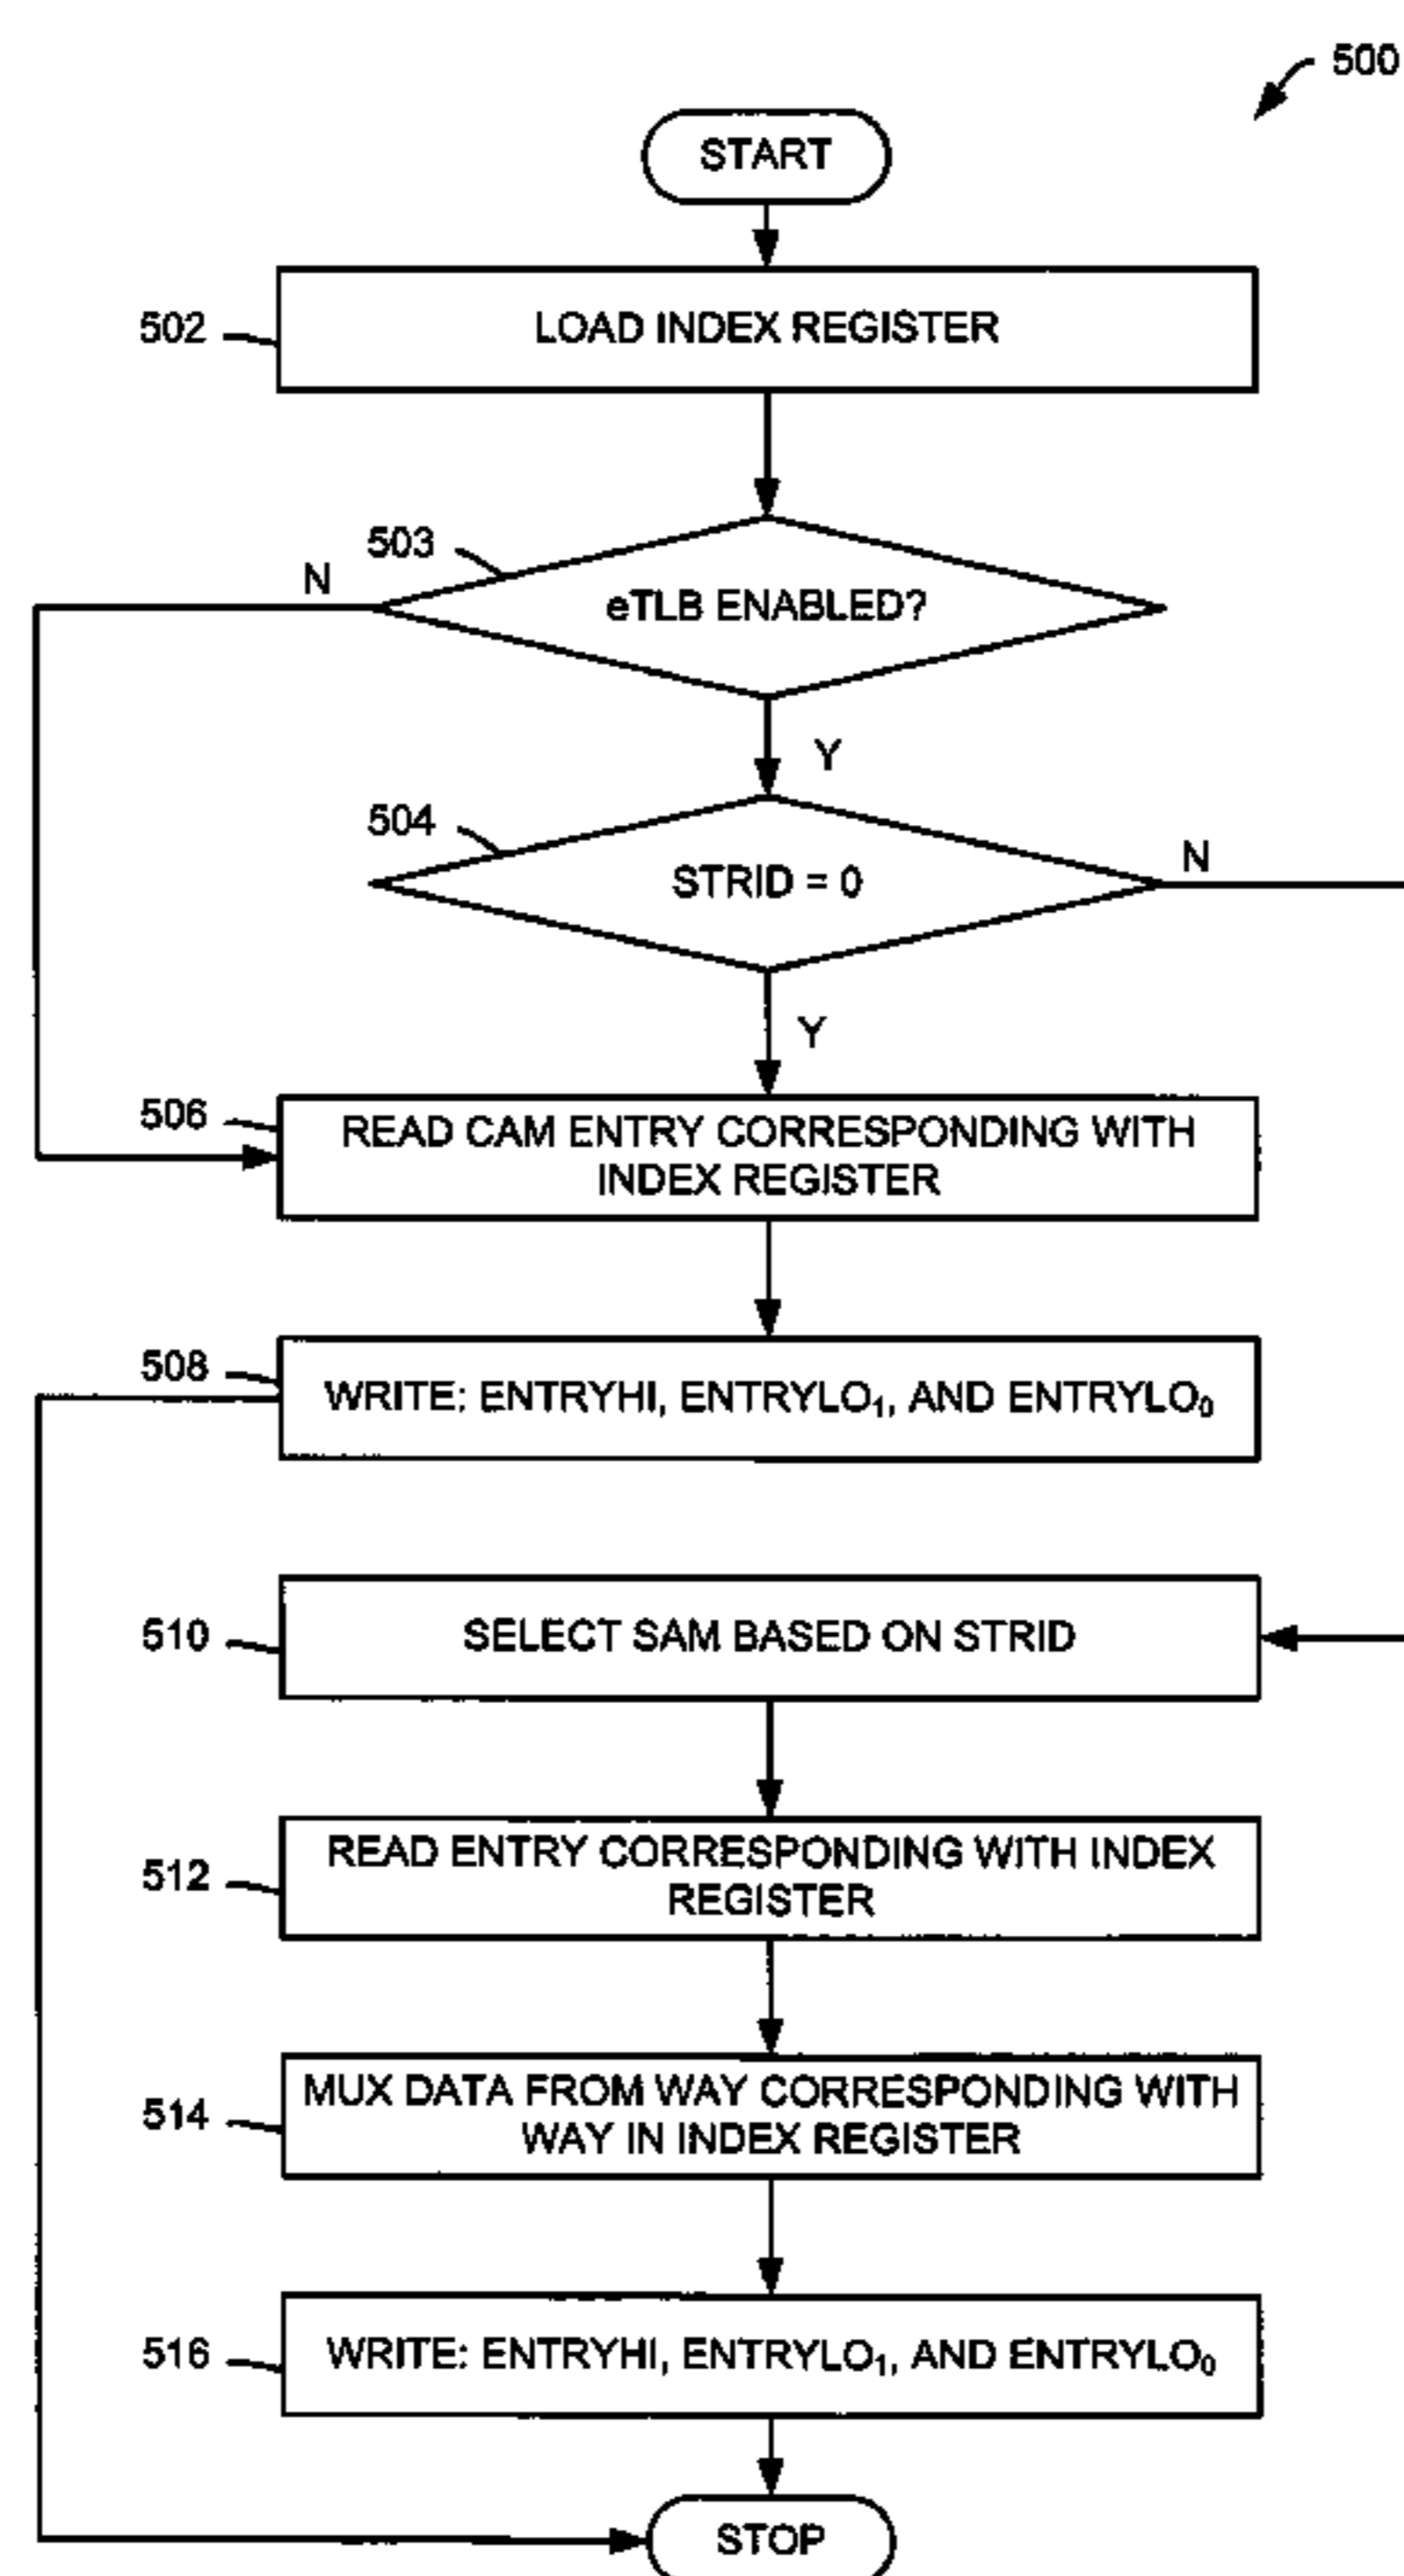 500
START
502
LOAD INDEX REGISTER
503
N
eTLB ENABLED?
Y
504
N
STRID = 0
Y
506
READ CAM ENTRY CORRESPONDING WITH
INDEX REGISTER
508
WRITE: ENTRYHI, ENTRYLO₁, AND ENTRYLO₀
510
SELECT SAM BASED ON STRID
512
READ ENTRY CORRESPONDING WITH INDEX
REGISTER
514
MUX DATA FROM WAY CORRESPONDING WITH
WAY IN INDEX REGISTER
516
WRITE: ENTRYHI, ENTRYLO₁, AND ENTRYLO₀
STOP